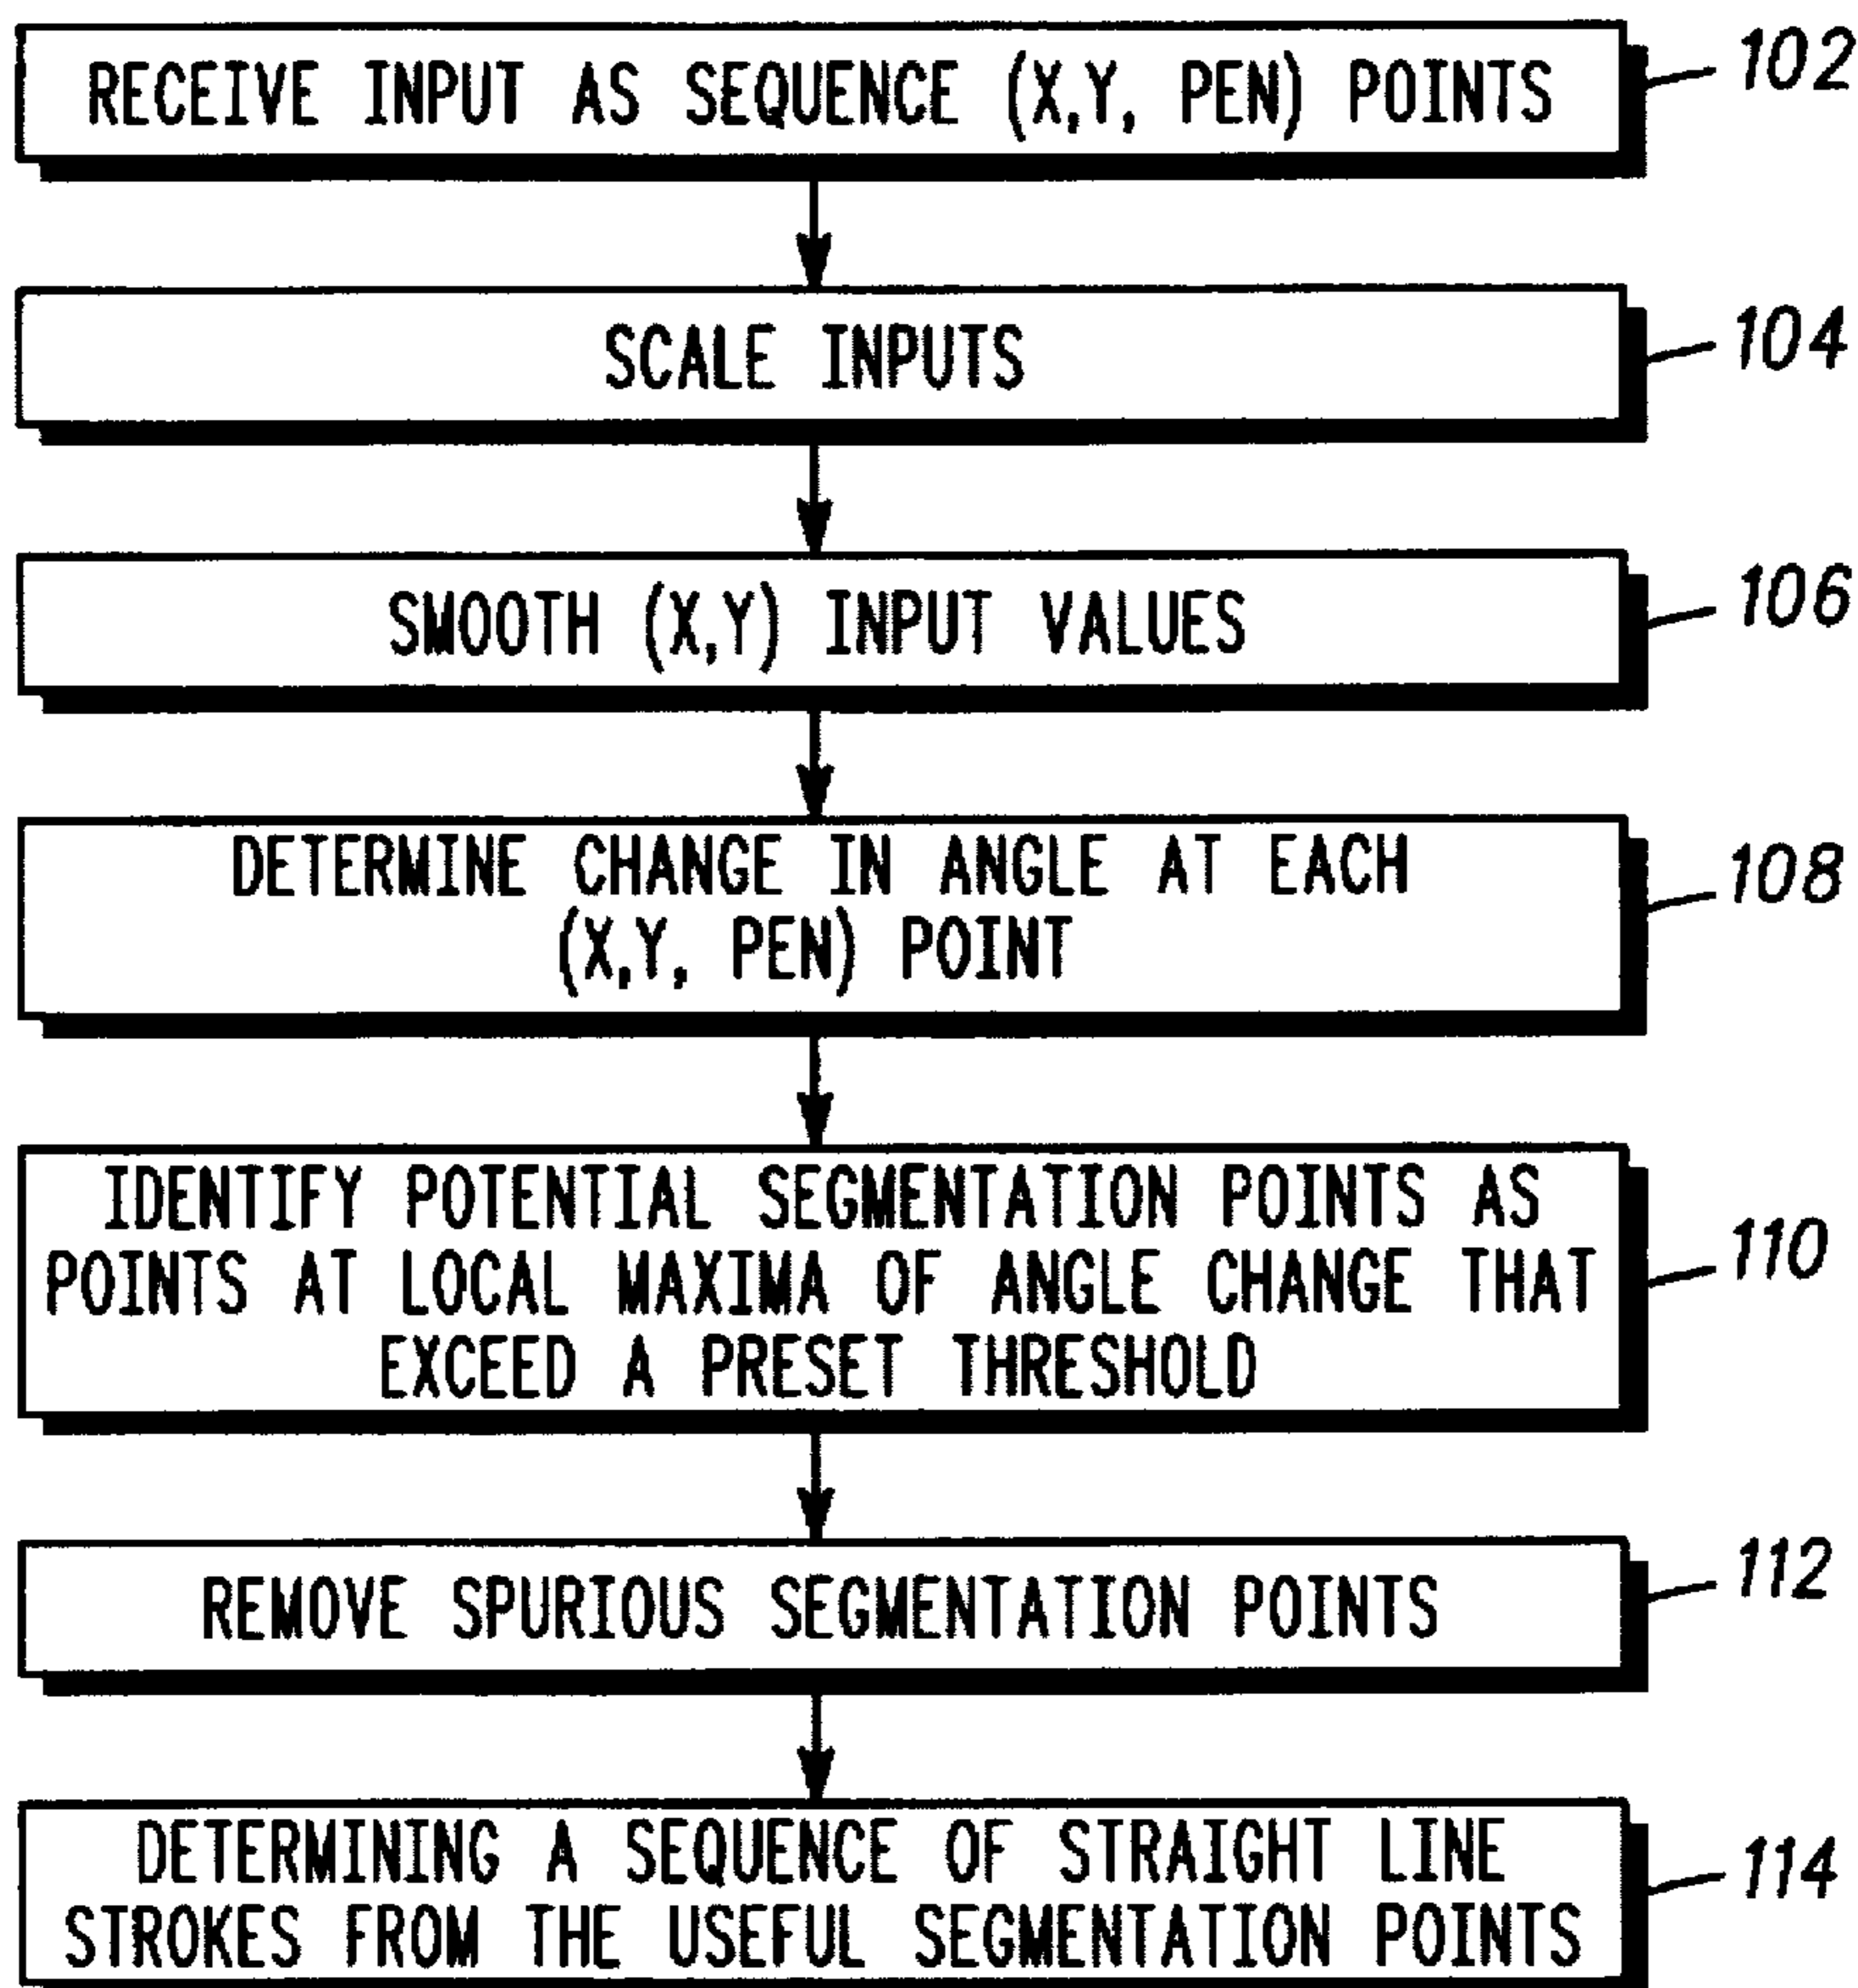 RECEIVE INPUT AS SEQUENCE (X,Y, PEN) POINTS
102
SCALE INPUTS
104
SMOOTH (X,Y) INPUT VALUES
106
DETERMINE CHANGE IN ANGLE AT EACH
(X,Y, PEN) POINT
108
IDENTIFY POTENTIAL SEGMENTATION POINTS AS
POINTS AT LOCAL MAXIMA OF ANGLE CHANGE THAT
EXCEED A PRESET THRESHOLD
110
REMOVE SPURIOUS SEGMENTATION POINTS
112
DETERMINING A SEQUENCE OF STRAIGHT LINE
STROKES FROM THE USEFUL SEGMENTATION POINTS
114